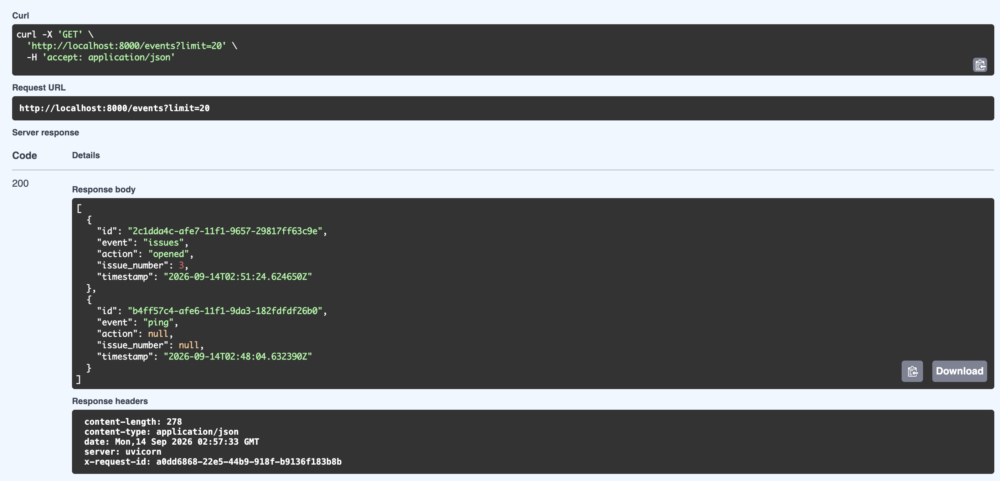 Curl
curl -X 'GET' \
  'http://localhost:8000/events?limit=20' \
  -H 'accept: application/json'
Request URL
http://localhost:8000/events?limit=20
Server response
Code Details
200
Response body
[
  {
    "id": "2c1dda4c-afe7-11f1-9657-29817ff63c9e",
    "event": "issues",
    "action": "opened",
    "issue_number": 3,
    "timestamp": "2026-09-14T02:51:24.624650Z"
  },
  {
    "id": "b4ff57c4-afe6-11f1-9da3-182fdfdf26b0",
    "event": "ping",
    "action": null,
    "issue_number": null,
    "timestamp": "2026-09-14T02:48:04.632390Z"
  }
]
Download
Response headers
content-length: 278
content-type: application/json
date: Mon,14 Sep 2026 02:57:33 GMT
server: uvicorn
x-request-id: a0dd6868-22e5-44b9-918f-b9136f183b8b